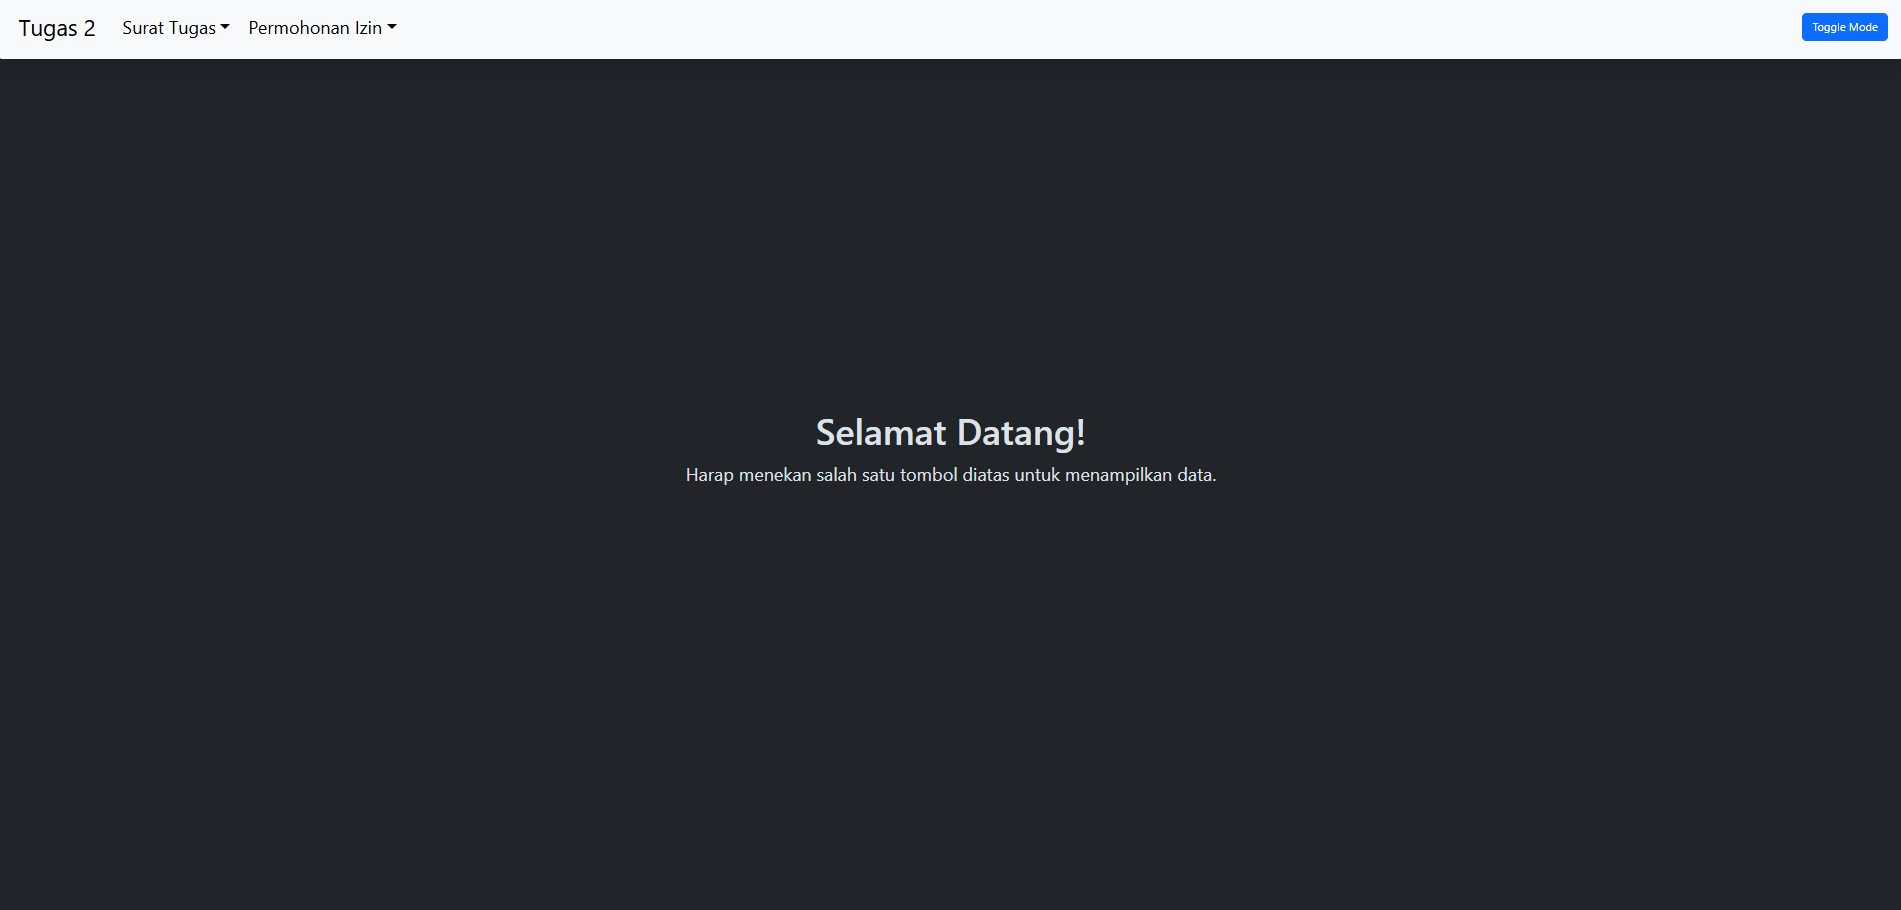 Tugas 2 Surat Tugas Permohonan Izin Toggle Mode
Selamat Datang!
Harap menekan salah satu tombol diatas untuk menampilkan data.